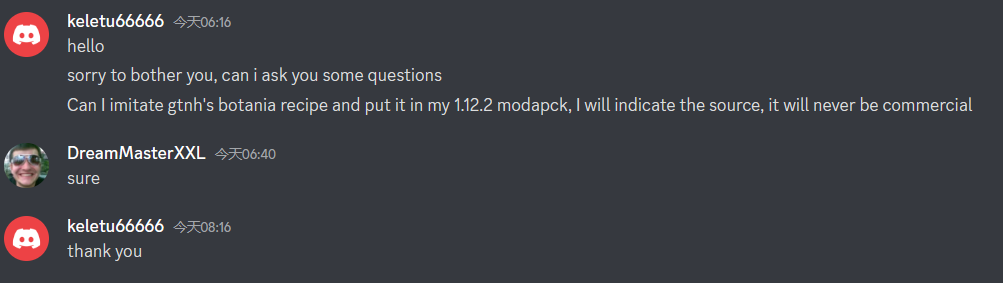 keletu66666 今天06:16
hello
sorry to bother you, can i ask you some questions
Can I imitate gtnh's botania recipe and put it in my 1.12.2 modapck, I will indicate the source, it will never be commercial
DreamMasterXXL 今天06:40
sure
keletu66666 今天08:16
thank you